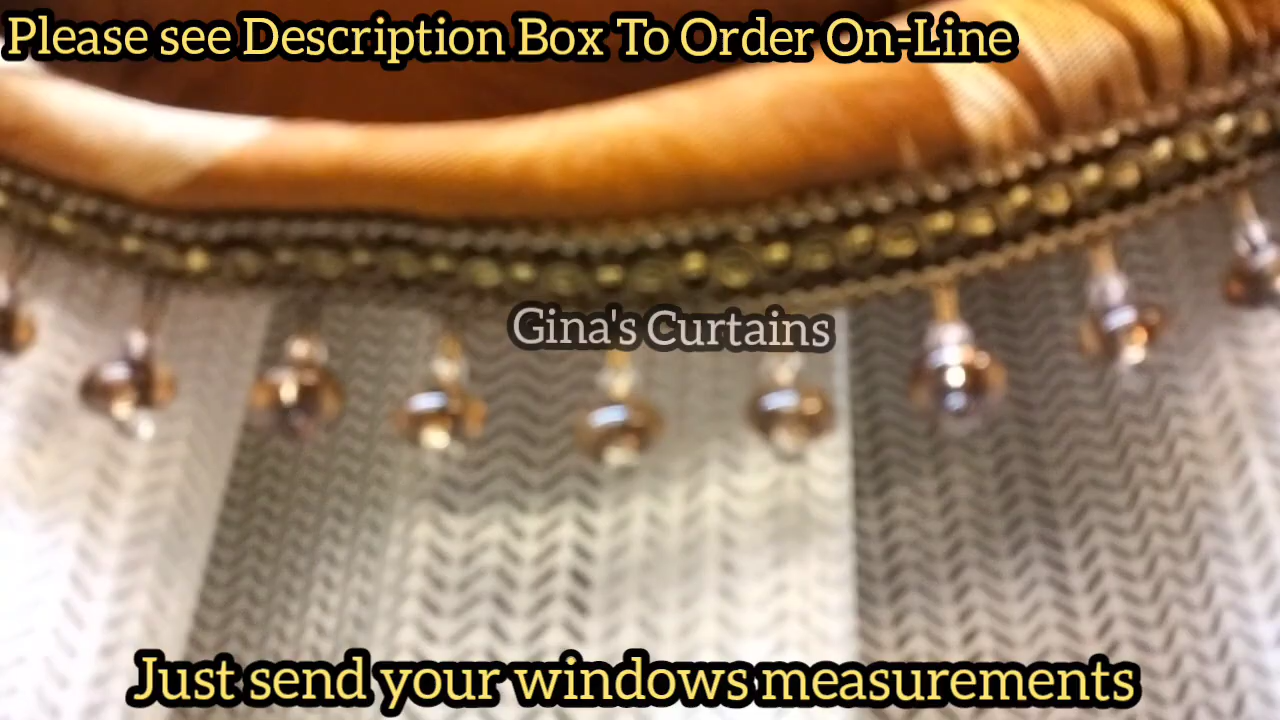 Please see Description Box To Order On-Line
Gina's Curtains
Just send your windows measurements